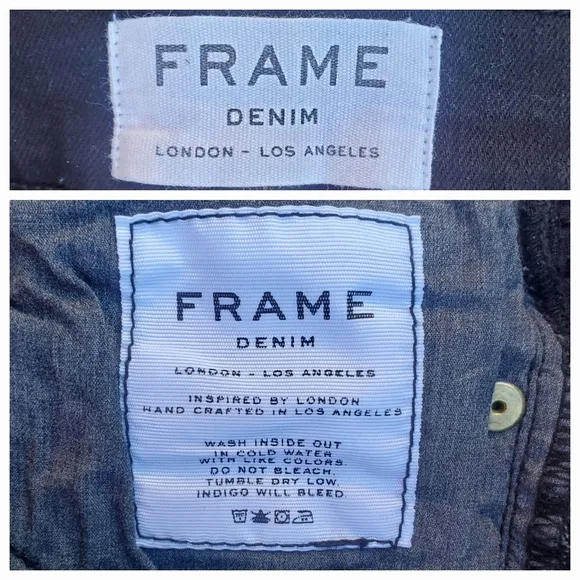 FRAME
DENIM
LONDON - LOS ANGELES
FRAME
DENIM
LONDON - LOS ANGELES
INSPIRED BY LONDON
HAND CRAFTED IN LOS ANGELES
WASH INSIDE OUT
IN COLD WATER
WITH LIKE COLORS.
DO NOT BLEACH.
TUMBLE DRY LOW.
INDIGO WILL BLEED.